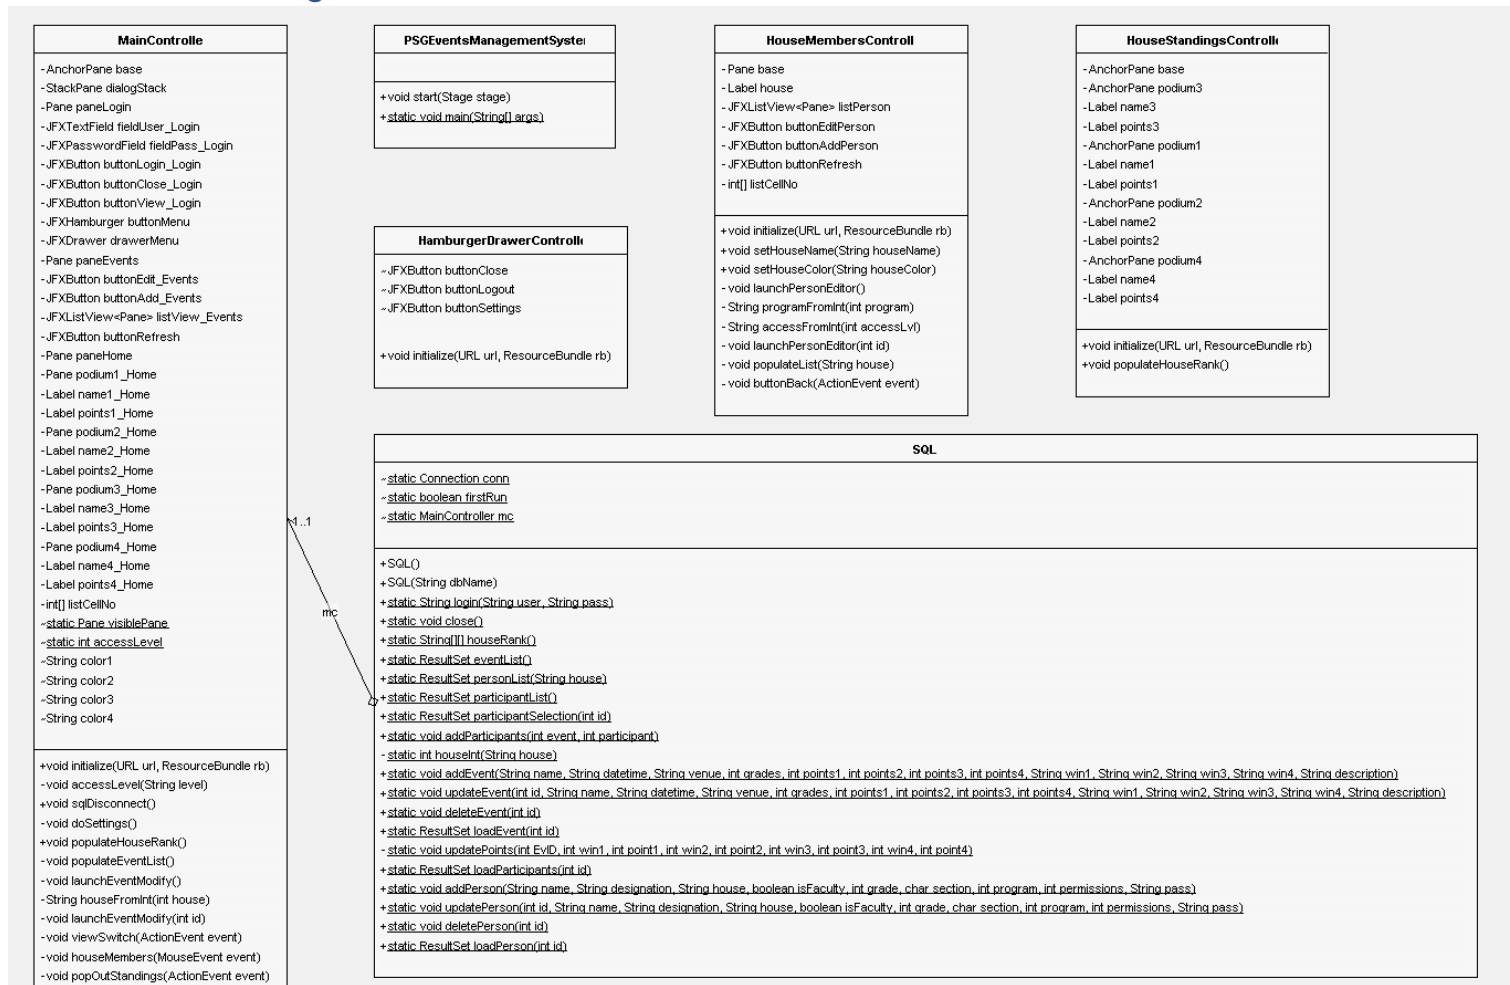 MainControlle
-AnchorPane base
-StackPane dialogStack
-Pane paneLogin
-JFXTextField fieldUser_Login
-JFXPasswordField fieldPass_Login
-JFXButton buttonLogin_Login
-JFXButton buttonClose_Login
-JFXButton buttonView_Login
-JFXHamburger buttonMenu
-JFXDrawer drawerMenu
-Pane paneEvents
-JFXButton buttonEdit_Events
-JFXButton buttonAdd_Events
-JFXListView<Pane> listView_Events
-JFXButton buttonRefresh
-Pane paneHome
-Pane podium1_Home
-Label name1_Home
-Label points1_Home
-Pane podium2_Home
-Label name2_Home
-Label points2_Home
-Pane podium3_Home
-Label name3_Home
-Label points3_Home
-Pane podium4_Home
-Label name4_Home
-Label points4_Home
-int[] listCellNo
~static Pane visiblePane
~static int accessLevel
~String color1
~String color2
~String color3
~String color4
+void initialize(URL url, ResourceBundle rb)
-void accessLevel(String level)
+void sqlDisconnect()
-void doSettings()
+void populateHouseRank()
-void populateEventList()
-void launchEventModify()
-String houseFromInt(int house)
-void launchEventModify(int id)
-void viewSwitch(ActionEvent event)
-void houseMembers(MouseEvent event)
-void popOutStandings(ActionEvent event)
PSGEventsManagementSyste
+void start(Stage stage)
+static void main(String[] args)
HamburgerDrawerControlle
~JFXButton buttonClose
~JFXButton buttonLogout
~JFXButton buttonSettings
+void initialize(URL url, ResourceBundle rb)
HouseMembersControll
-Pane base
-Label house
-JFXListView<Pane> listPerson
-JFXButton buttonEditPerson
-JFXButton buttonAddPerson
-JFXButton buttonRefresh
-int[] listCellNo
+void initialize(URL url, ResourceBundle rb)
+void setHouseName(String houseName)
+void setHouseColor(String houseColor)
-void launchPersonEditor()
-String programFromInt(int program)
-String accessFromInt(int accessLvl)
-void launchPersonEditor(int id)
-void populateList(String house)
-void buttonBack(ActionEvent event)
HouseStandingsControlle
-AnchorPane base
-AnchorPane podium3
-Label name3
-Label points3
-AnchorPane podium1
-Label name1
-Label points1
-AnchorPane podium2
-Label name2
-Label points2
-AnchorPane podium4
-Label name4
-Label points4
+void initialize(URL url, ResourceBundle rb)
+void populateHouseRank()
1..1
mc
SQL
~static Connection conn
~static boolean firstRun
~static MainController mc
+SQL()
+SQL(String dbName)
+static String login(String user, String pass)
+static void close()
+static String[][] houseRank()
+static ResultSet eventList()
+static ResultSet personList(String house)
+static ResultSet participantList()
+static ResultSet participantSelection(int id)
+static void addParticipants(int event, int participant)
-static int houseInt(String house)
+static void addEvent(String name, String datetime, String venue, int grades, int points1, int points2, int points3, int points4, String win1, String win2, String win3, String win4, String description)
+static void updateEvent(int id, String name, String datetime, String venue, int grades, int points1, int points2, int points3, int points4, String win1, String win2, String win3, String win4, String description)
+static void deleteEvent(int id)
+static ResultSet loadEvent(int id)
-static void updatePoints(int EvID, int win1, int point1, int win2, int point2, int win3, int point3, int win4, int point4)
+static ResultSet loadParticipants(int id)
+static void addPerson(String name, String designation, String house, boolean isFaculty, int grade, char section, int program, int permissions, String pass)
+static void updatePerson(int id, String name, String designation, String house, boolean isFaculty, int grade, char section, int program, int permissions, String pass)
+static void deletePerson(int id)
+static ResultSet loadPerson(int id)